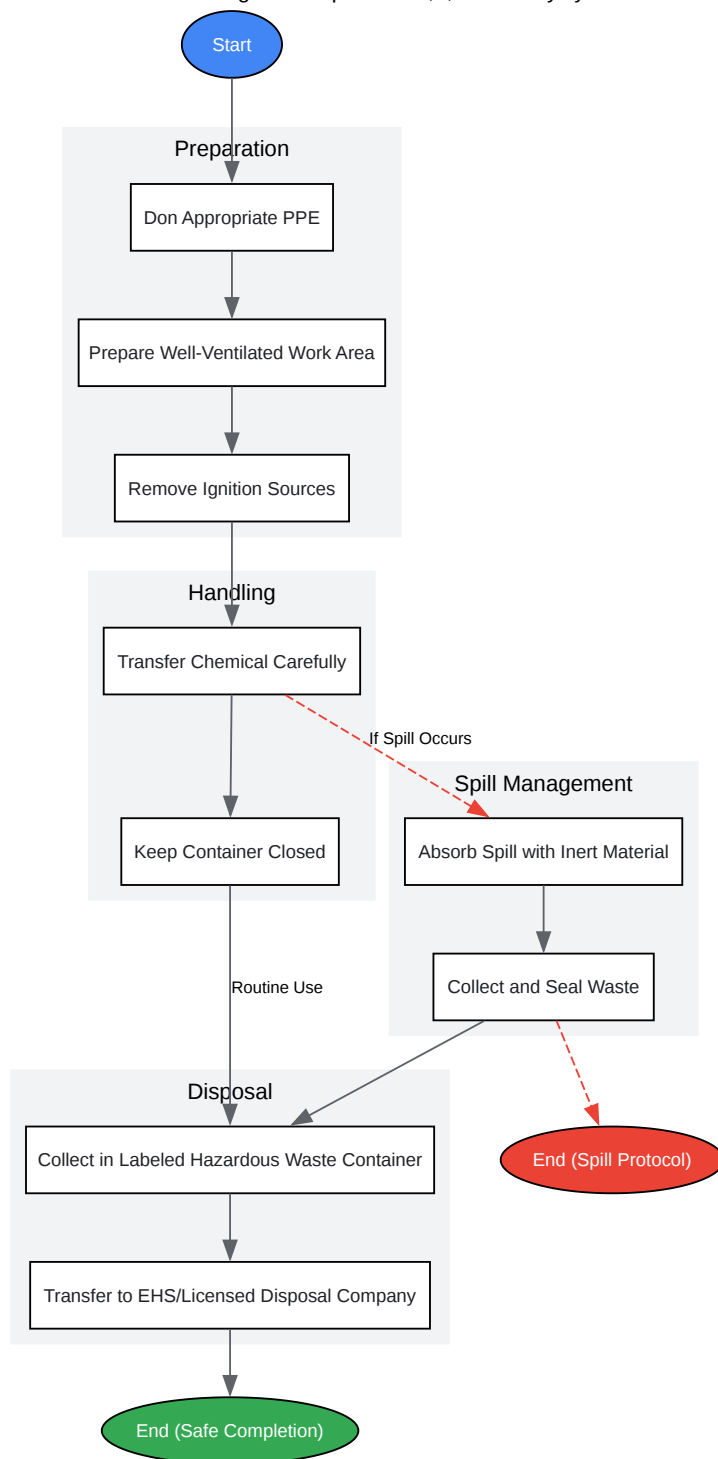 Start
Preparation
Don Appropriate PPE
Prepare Well-Ventilated Work Area
Remove Ignition Sources
Handling
Transfer Chemical Carefully
If Spill Occurs
Spill Management
Keep Container Closed
Absorb Spill with Inert Material
Routine Use
Collect and Seal Waste
Disposal
Collect in Labeled Hazardous Waste Container
End (Spill Protocol)
Transfer to EHS/Licensed Disposal Company
End (Safe Completion)